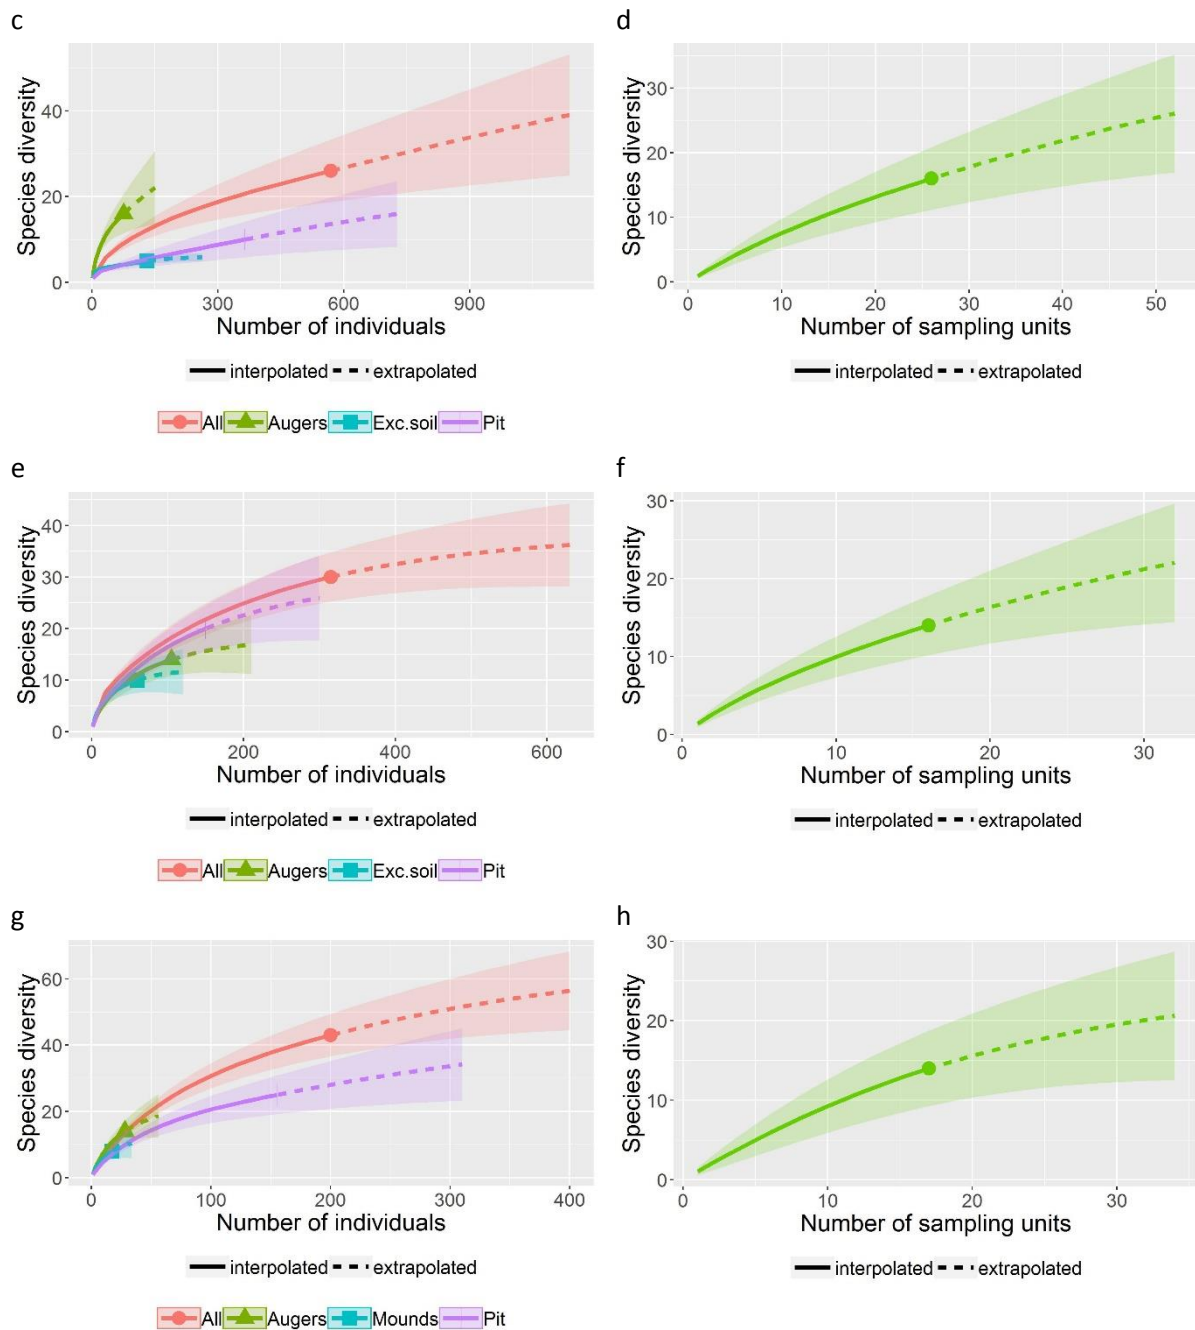 c
Species diversity
40
20
0
0 300 600 900
Number of individuals
interpolated extrapolated
All Augers Exc.soil Pit
d
Species diversity
30
20
10
0
0 10 20 30 40 50
Number of sampling units
interpolated extrapolated
e
Species diversity
40
30
20
10
0
0 200 400 600
Number of individuals
interpolated extrapolated
All Augers Exc.soil Pit
f
Species diversity
30
20
10
0
0 10 20 30
Number of sampling units
interpolated extrapolated
g
Species diversity
60
40
20
0
0 100 200 300 400
Number of individuals
interpolated extrapolated
All Augers Mounds Pit
h
Species diversity
30
20
10
0
0 10 20 30
Number of sampling units
interpolated extrapolated